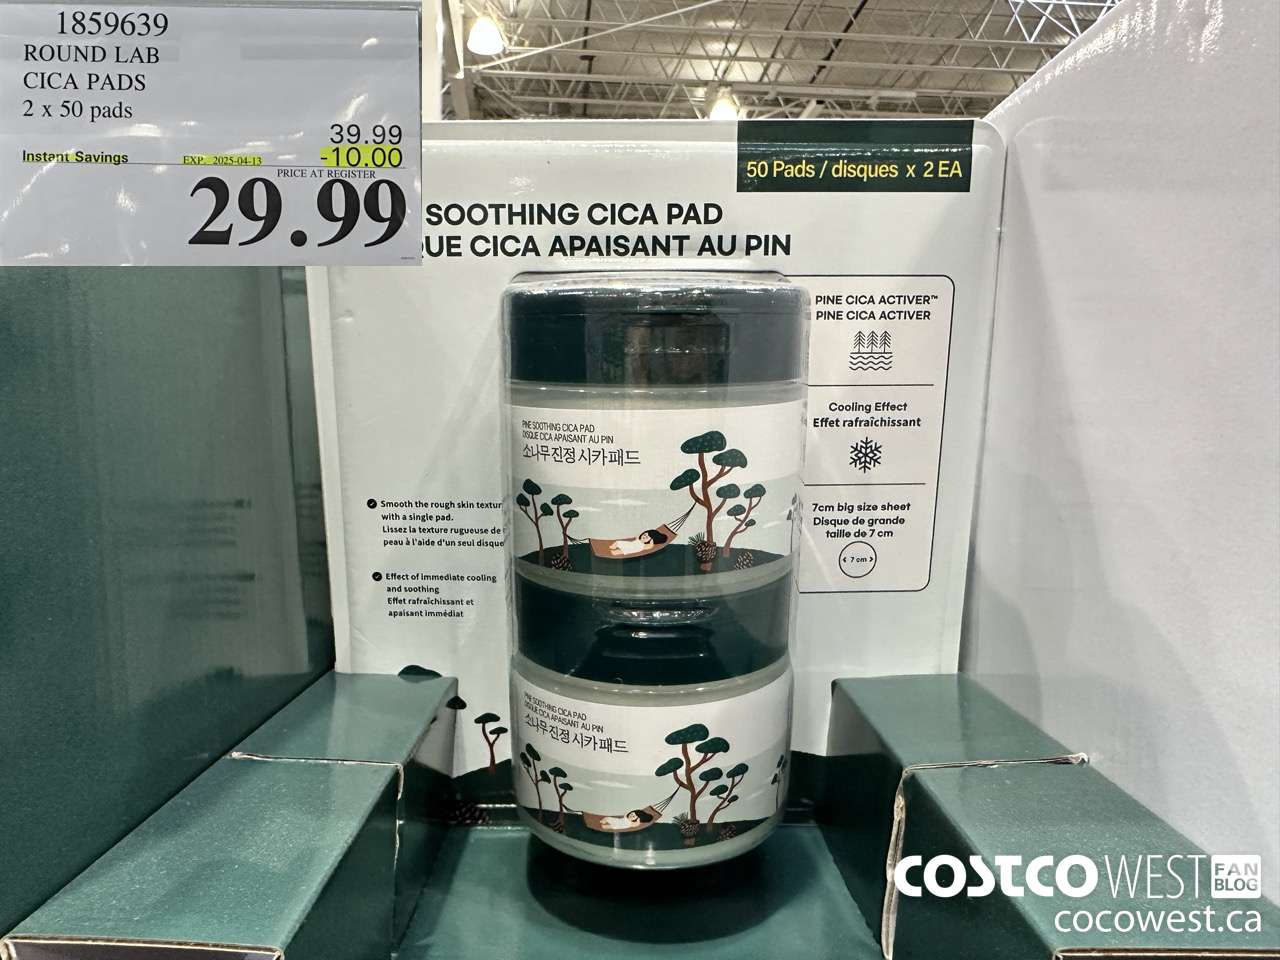 1859639
ROUND LAB
CICA PADS
2 x 50 pads
39.99
Instant Savings EXP. 2025-04-13 -10.00
PRICE AT REGISTER
29.99
50 Pads / disques x 2 EA
SOOTHING CICA PAD
UE CICA APAISANT AU PIN
PINE CICA ACTIVER™
PINE CICA ACTIVER
Cooling Effect
Effet rafraîchissant
7cm big size sheet
Disque de grande
taille de 7 cm
7 cm
Smooth the rough skin textur
with a single pad.
Lissez la texture rugueuse de
peau à l'aide d'un seul disque
Effect of immediate cooling
and soothing
Effet rafraîchissant et
apaisant immédiat
PINE SOOTHING CICA PAD
DISQUE CICA APAISANT AU PIN
소나무진정시카패드
PINE SOOTHING CICA PAD
DISQUE CICA APAISANT AU PIN
소나무진정시카패드
COSTCO WEST FAN BLOG
cocowest.ca